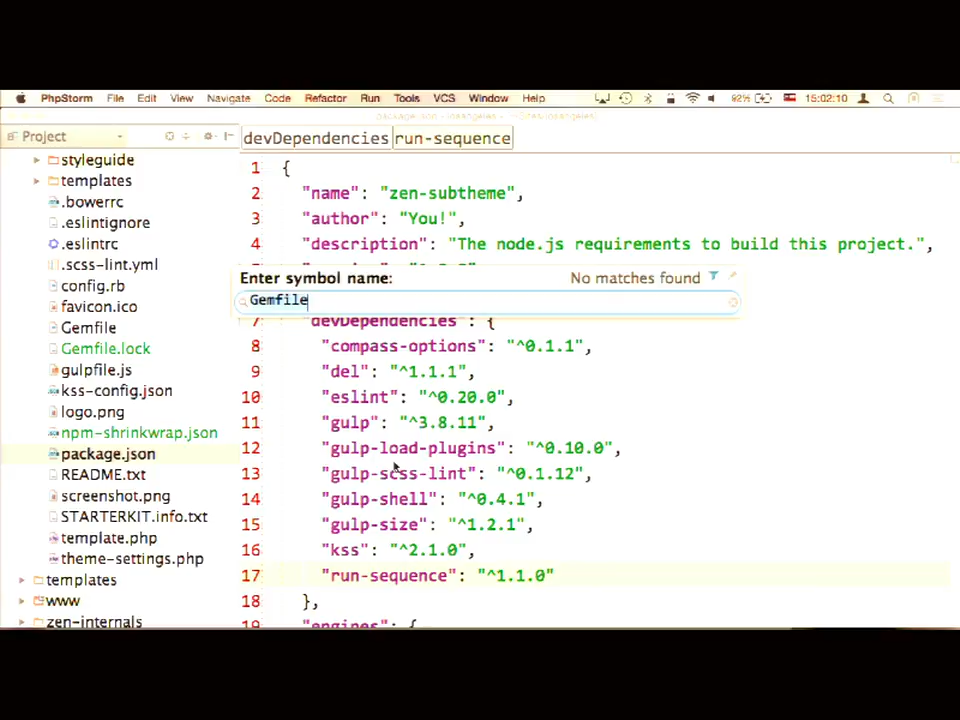 PhpStorm File Edit View Navigate Code Refactor Run Tools VCS Window Help 92% 15:02:10
Project
styleguide
templates
.bowerrc
.eslintignore
.eslintrc
.scss-lint.yml
config.rb
favicon.ico
Gemfile
Gemfile.lock
gulpfile.js
kss-config.json
logo.png
npm-shrinkwrap.json
package.json
README.txt
screenshot.png
STARTERKIT.info.txt
template.php
theme-settings.php
templates
www
zen-internals
devDependencies run-sequence
1 {
2 "name": "zen-subtheme",
3 "author": "You!",
4 "description": "The node.js requirements to build this project.",
Enter symbol name: No matches found
Gemfile
7 "devDependencies": {
8 "compass-options": "^0.1.1",
9 "del": "^1.1.1",
10 "eslint": "^0.20.0",
11 "gulp": "^3.8.11",
12 "gulp-load-plugins": "^0.10.0",
13 "gulp-scss-lint": "^0.1.12",
14 "gulp-shell": "^0.4.1",
15 "gulp-size": "^1.2.1",
16 "kss": "^2.1.0",
17 "run-sequence": "^1.1.0"
18 },
19 "engines": {